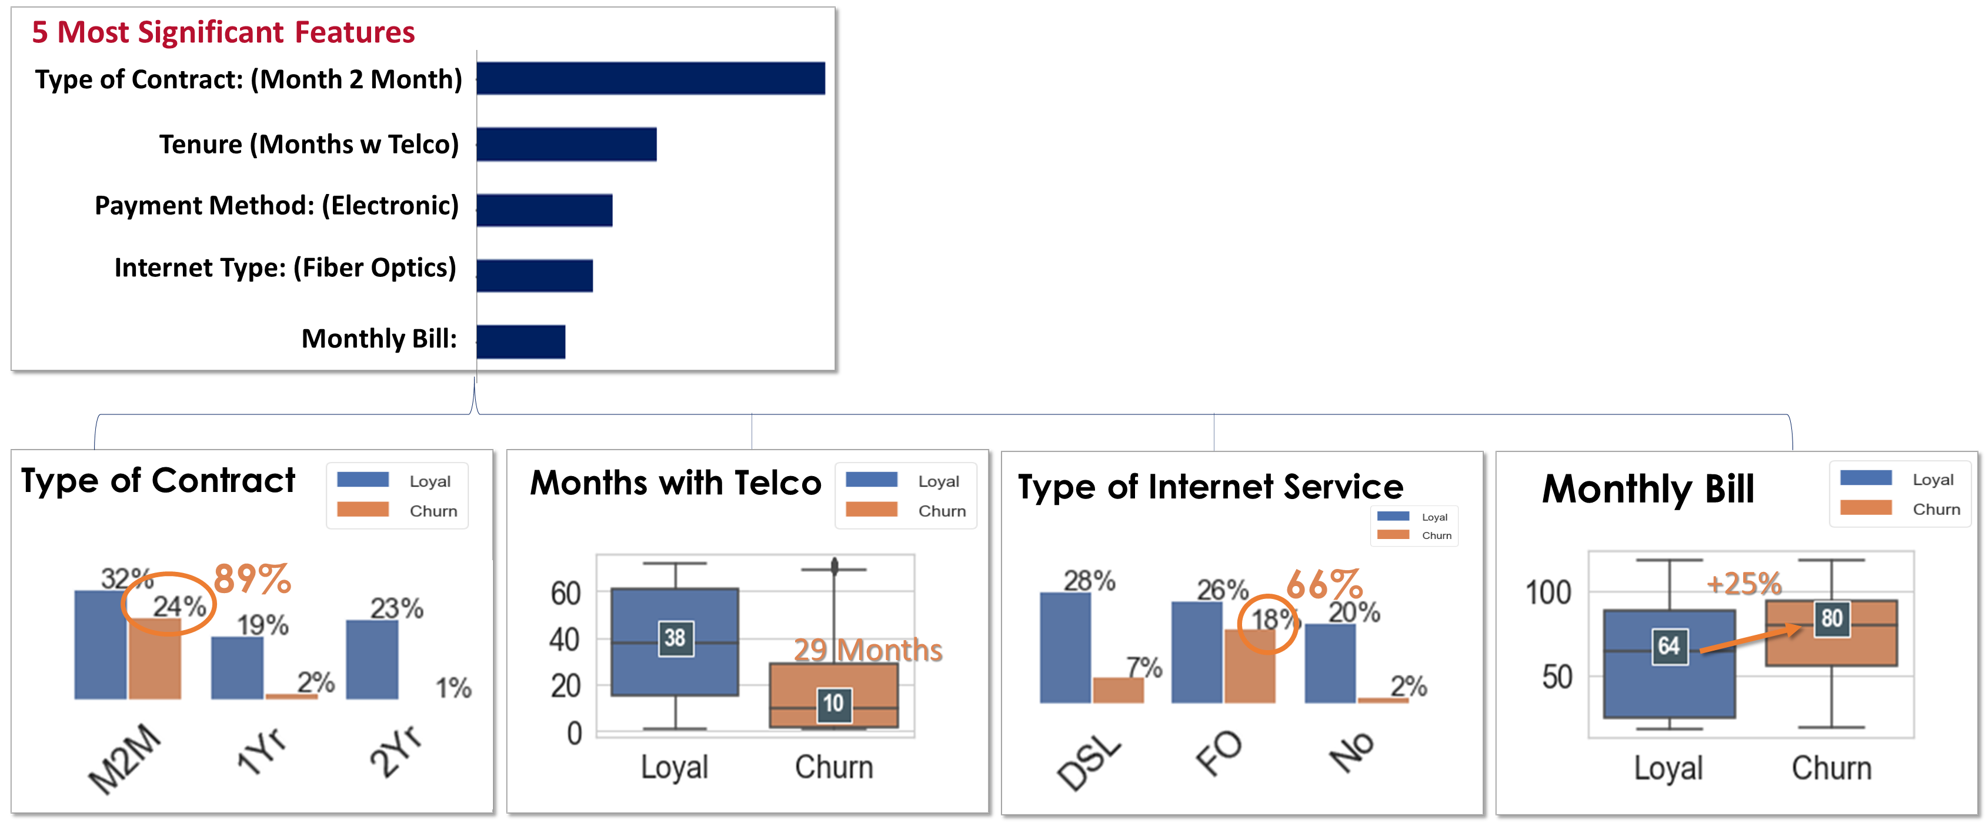 5 Most Significant Features
Type of Contract: (Month 2 Month)
Tenure (Months w Telco)
Payment Method: (Electronic)
Internet Type: (Fiber Optics)
Monthly Bill:
Type of Contract
Loyal
Churn
32%
24%
89%
19%
2%
23%
1%
M2M
1Yr
2Yr
Months with Telco
Loyal
Churn
60
40
20
0
38
29 Months
10
Loyal
Churn
Type of Internet Service
Loyal
Churn
28%
7%
26%
18%
66%
20%
2%
DSL
FO
No
Monthly Bill
Loyal
Churn
100
50
+25%
64
80
Loyal
Churn